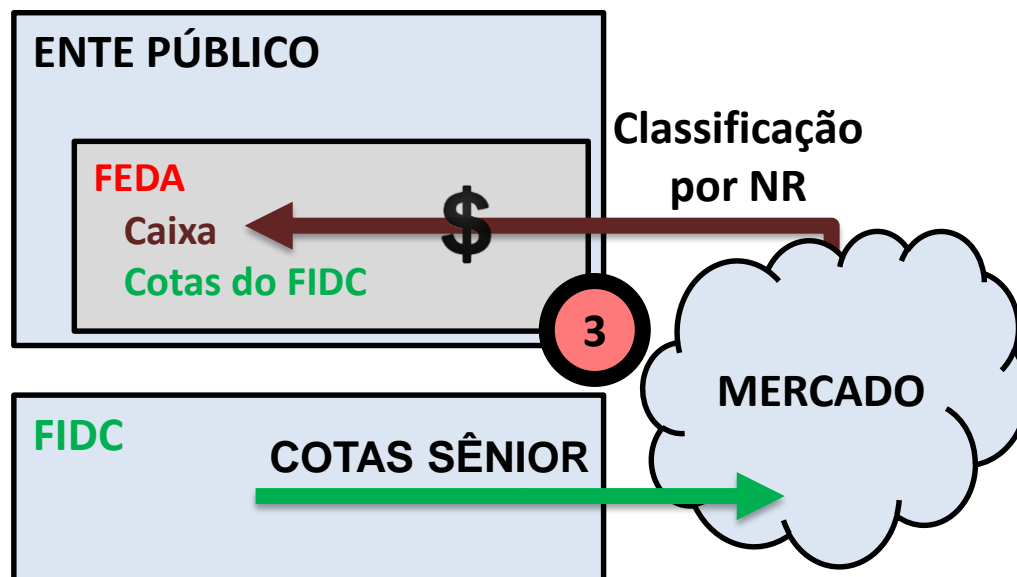 ENTE PÚBLICO
Classificação
por NR
FEDA
$
Caixa
Cotas do FIDC
3
MERCADO
FIDC
COTAS SÊNIOR